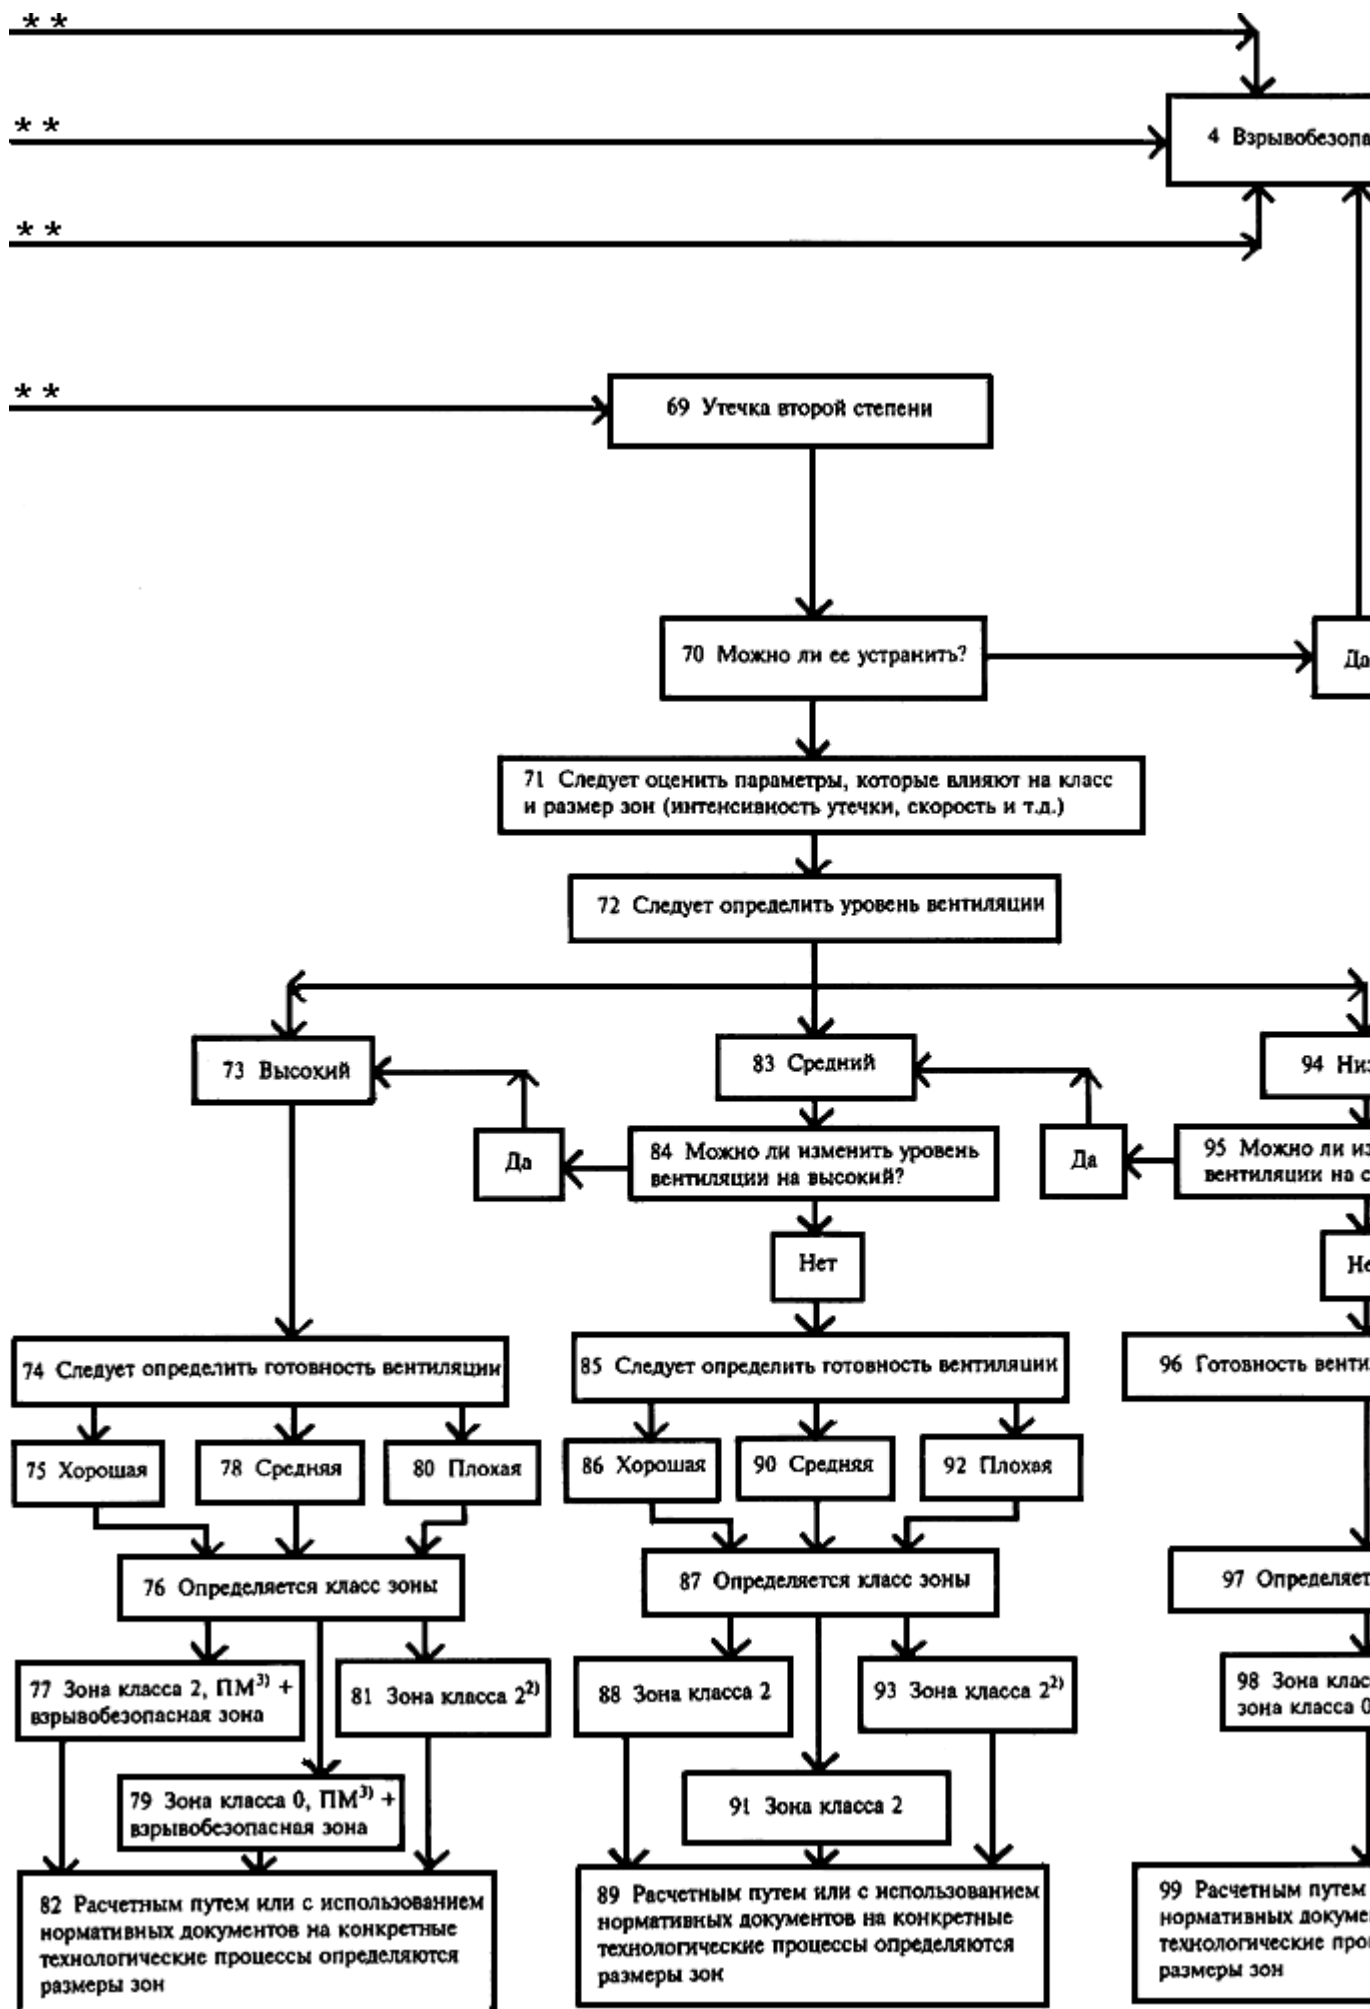 **
**
4 Взрывобезопа
**
**
69 Утечка второй степени
70 Можно ли ее устранить?
Да
71 Следует оценить параметры, которые влияют на класс
и размер зон (интенсивность утечки, скорость и т.д.)
72 Следует определить уровень вентиляции
73 Высокий
83 Средний
94 Низ
Да
84 Можно ли изменить уровень
вентиляции на высокий?
Да
95 Можно ли из
вентиляции на с
Нет
Не
74 Следует определить готовность вентиляции
85 Следует определить готовность вентиляции
96 Готовность венти
75 Хорошая
78 Средняя
80 Плохая
86 Хорошая
90 Средняя
92 Плохая
76 Определяется класс зоны
87 Определяется класс зоны
97 Определяет
77 Зона класса 2, ПМ3) +
взрывобезопасная зона
81 Зона класса 22)
88 Зона класса 2
93 Зона класса 22)
98 Зона клас
зона класса 0
79 Зона класса 0, ПМ3) +
взрывобезопасная зона
91 Зона класса 2
82 Расчетным путем или с использованием
нормативных документов на конкретные
технологические процессы определяются
размеры зон
89 Расчетным путем или с использованием
нормативных документов на конкретные
технологические процессы определяются
размеры зон
99 Расчетным путем
нормативных докуме
технологические про
размеры зон